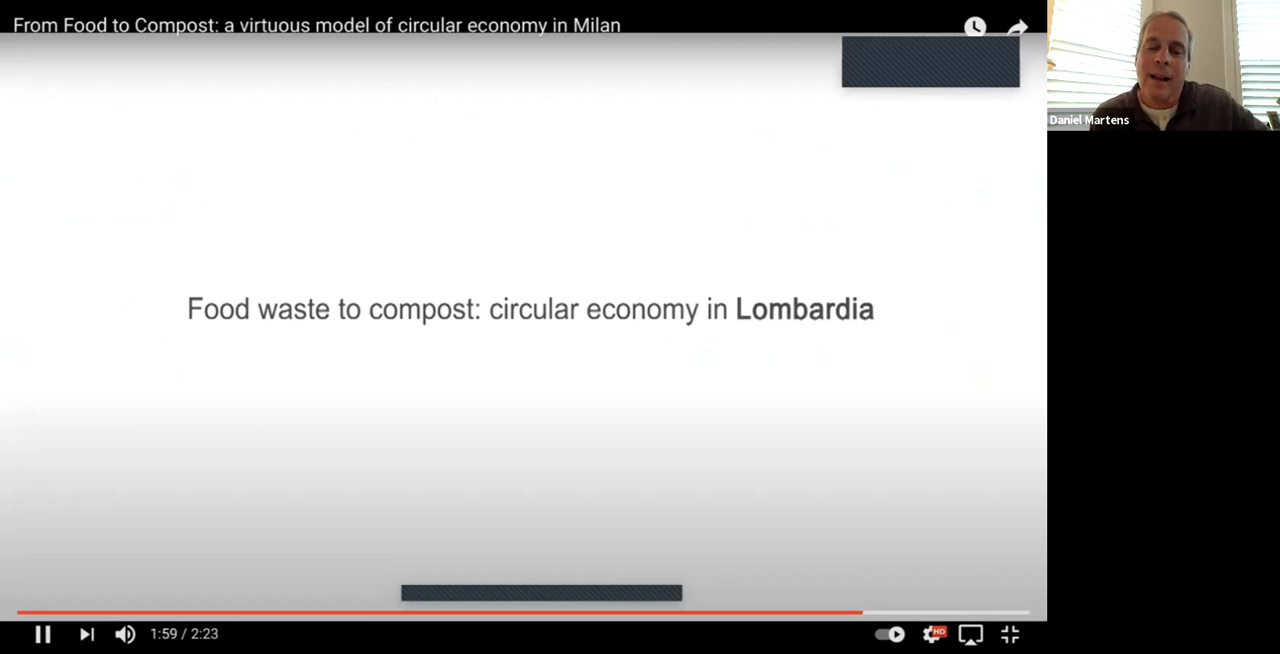 From Food to Compost: a virtuous model of circular economy in Milan
Daniel Martens
Food waste to compost: circular economy in Lombardia
1:59 / 2:23
HD